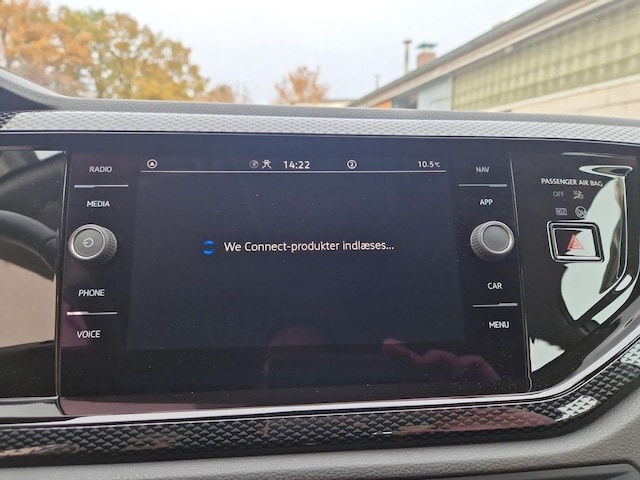 RADIO
MEDIA
PHONE
VOICE
14:22
10.5°C
We Connect-produkter indlæses...
NAV
APP
CAR
MENU
PASSENGER AIR BAG
OFF